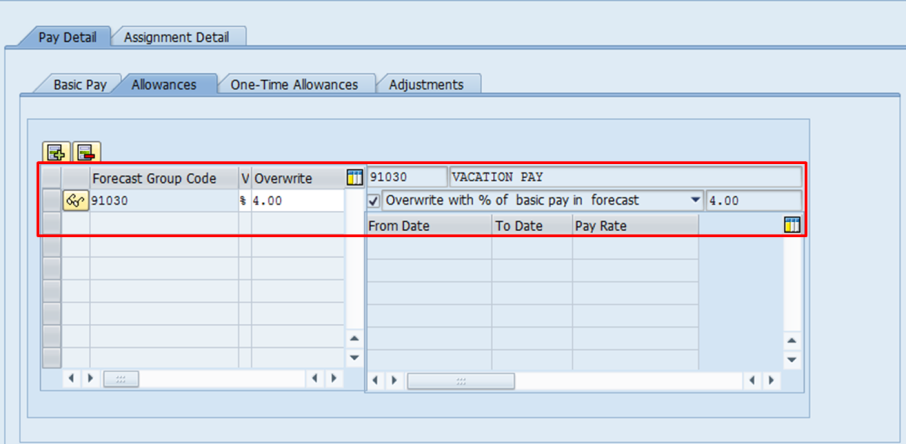 Pay Detail Assignment Detail
Basic Pay Allowances One-Time Allowances Adjustments
Forecast Group Code V Overwrite 91030 VACATION PAY
91030 % 4.00 Overwrite with % of basic pay in forecast 4.00
From Date To Date Pay Rate